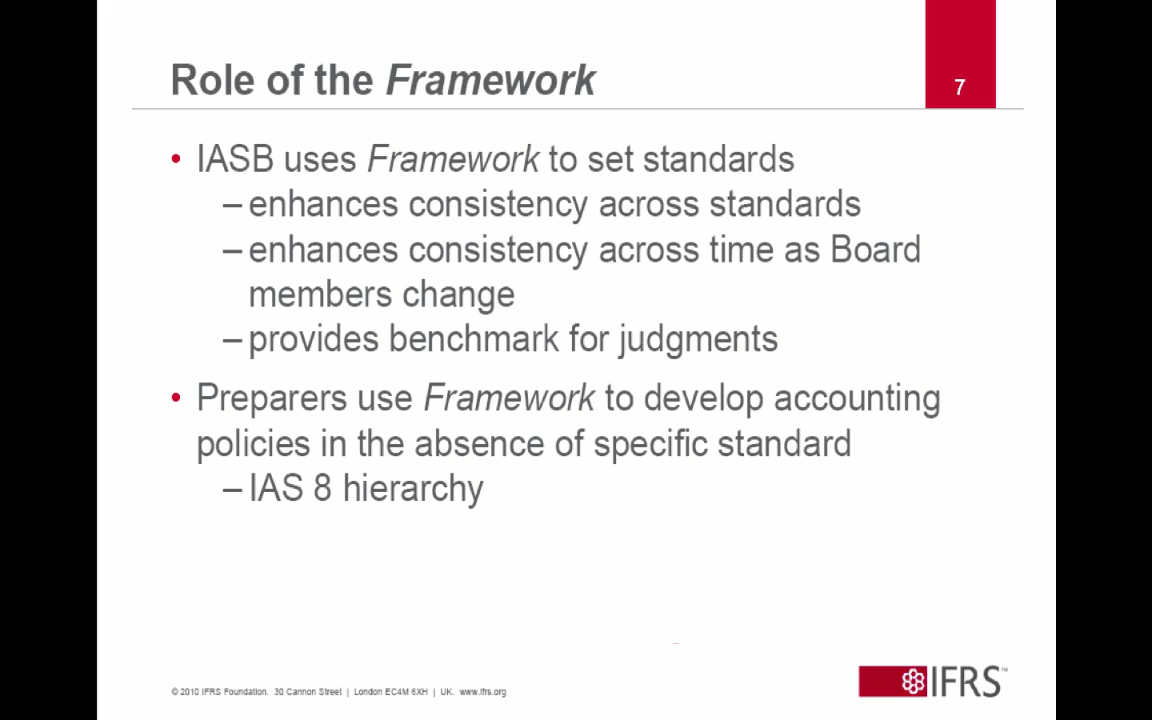 Role of the Framework
7
• IASB uses Framework to set standards
– enhances consistency across standards
– enhances consistency across time as Board
members change
– provides benchmark for judgments
• Preparers use Framework to develop accounting
policies in the absence of specific standard
– IAS 8 hierarchy
© 2010 IFRS Foundation. 30 Cannon Street | London EC4M 6XH | UK. www.ifrs.org
IFRS™